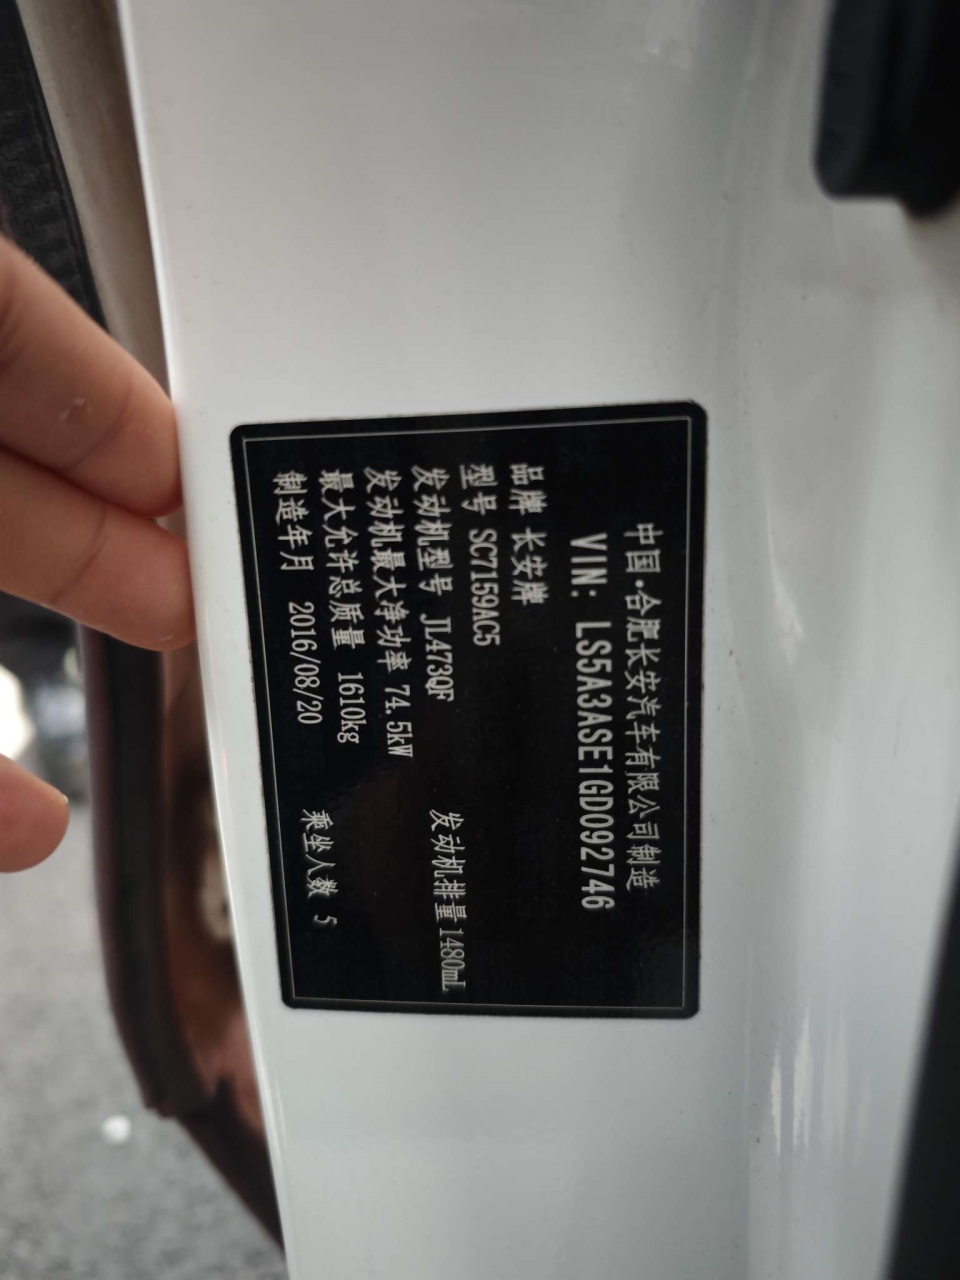 中国·合肥长安汽车有限公司制造
VIN: LS5A3ASE1GD092746
品牌 长安牌
型号 SC7159AC5
发动机型号 JL473QF 发动机排量 1480mL
发动机最大净功率 74.5kW
最大允许总质量 1610kg
制造年月 2016/08/20 乘坐人数 5